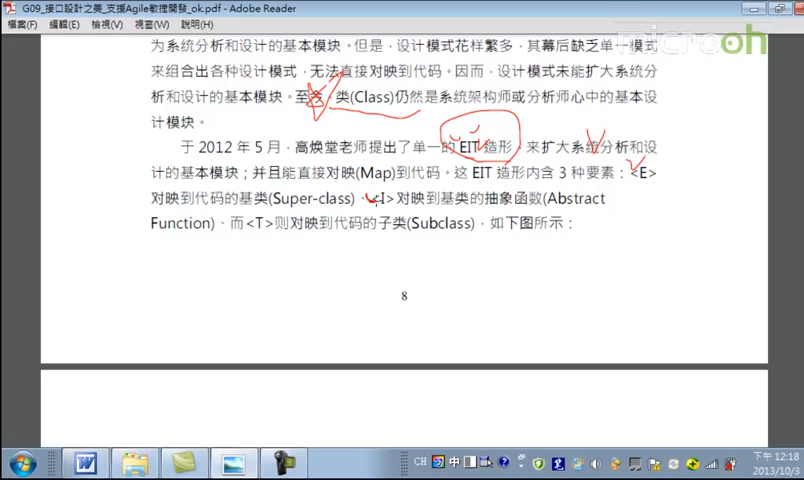 G09_接口設計之美_支援Agile敏捷開發_ok.pdf - Adobe Reader
檔案(F) 編輯(E) 檢視(V) 視窗(W) 說明(H)
microoh
为系统分析和设计的基本模块。但是，设计模式花样繁多，其幕后缺乏单一模式
来组合出各种设计模式，无法直接对映到代码。因而，设计模式未能扩大系统分
析和设计的基本模块。至今，类(Class)仍然是系统架构师或分析师心中的基本设
计模块。
于 2012 年 5 月，高焕堂老师提出了单一的 EIT 造形，来扩大系统分析和设
计的基本模块；并且能直接对映(Map)到代码。这 EIT 造形内含 3 种要素：<E>
对映到代码的基类(Super-class)、<I>对映到基类的抽象函数(Abstract
Function)、而<T>则对映到代码的子类(Subclass)，如下图所示：
8
CH 中
下午 12:18
2013/10/3